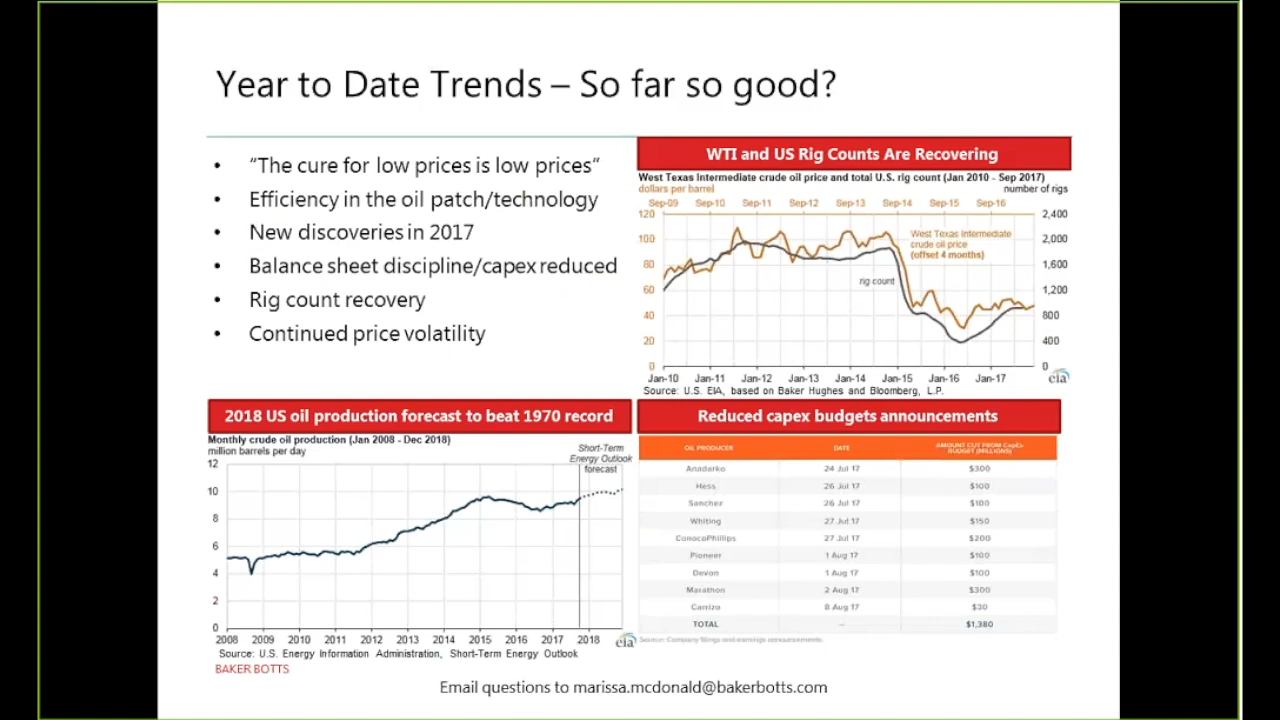 Year to Date Trends – So far so good?
• "The cure for low prices is low prices"
• Efficiency in the oil patch/technology
• New discoveries in 2017
• Balance sheet discipline/capex reduced
• Rig count recovery
• Continued price volatility
WTI and US Rig Counts Are Recovering
West Texas Intermediate crude oil price and total U.S. rig count (Jan 2010 - Sep 2017)
dollars per barrel number of rigs
Sep-09 Sep-10 Sep-11 Sep-12 Sep-13 Sep-14 Sep-15 Sep-16
120 2,400
100 2,000
80 1,600
60 1,200
40 800
20 400
0 0
West Texas Intermediate
crude oil price
(offset 4 months)
rig count
Jan-10 Jan-11 Jan-12 Jan-13 Jan-14 Jan-15 Jan-16 Jan-17
eia
Source: U.S. EIA, based on Baker Hughes and Bloomberg, L.P.
2018 US oil production forecast to beat 1970 record
Monthly crude oil production (Jan 2008 - Dec 2018)
million barrels per day
Short-Term
Energy Outlook
forecast
12
10
8
6
4
2
0
2008 2009 2010 2011 2012 2013 2014 2015 2016 2017 2018
eia
Source: U.S. Energy Information Administration, Short-Term Energy Outlook
Reduced capex budgets announcements
OIL PRODUCER DATE AMOUNT CUT FROM CapEx
BUDGET (MILLIONS)
Anadarko 24 Jul 17 $300
Hess 26 Jul 17 $100
Sanchez 26 Jul 17 $100
Whiting 27 Jul 17 $150
ConocoPhillips 27 Jul 17 $200
Pioneer 1 Aug 17 $100
Devon 1 Aug 17 $100
Marathon 2 Aug 17 $300
Carrizo 8 Aug 17 $30
TOTAL – $1,380
Source: Company filings and earnings announcements.
BAKER BOTTS
Email questions to marissa.mcdonald@bakerbotts.com